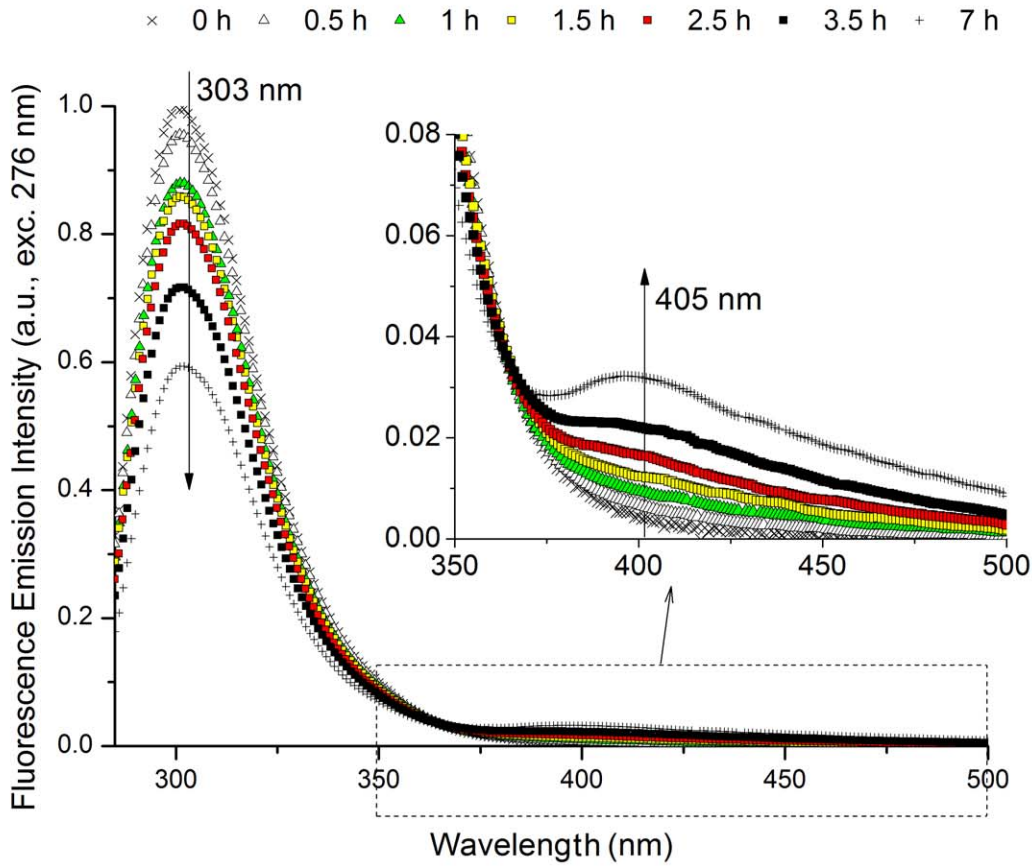 0 h 0.5 h 1 h 1.5 h 2.5 h 3.5 h 7 h
Fluorescence Emission Intensity (a.u., exc. 276 nm)
1.0
0.8
0.6
0.4
0.2
0.0
303 nm
0.08
0.06
0.04
0.02
0.00
405 nm
350 400 450 500
300 350 400 450 500
Wavelength (nm)